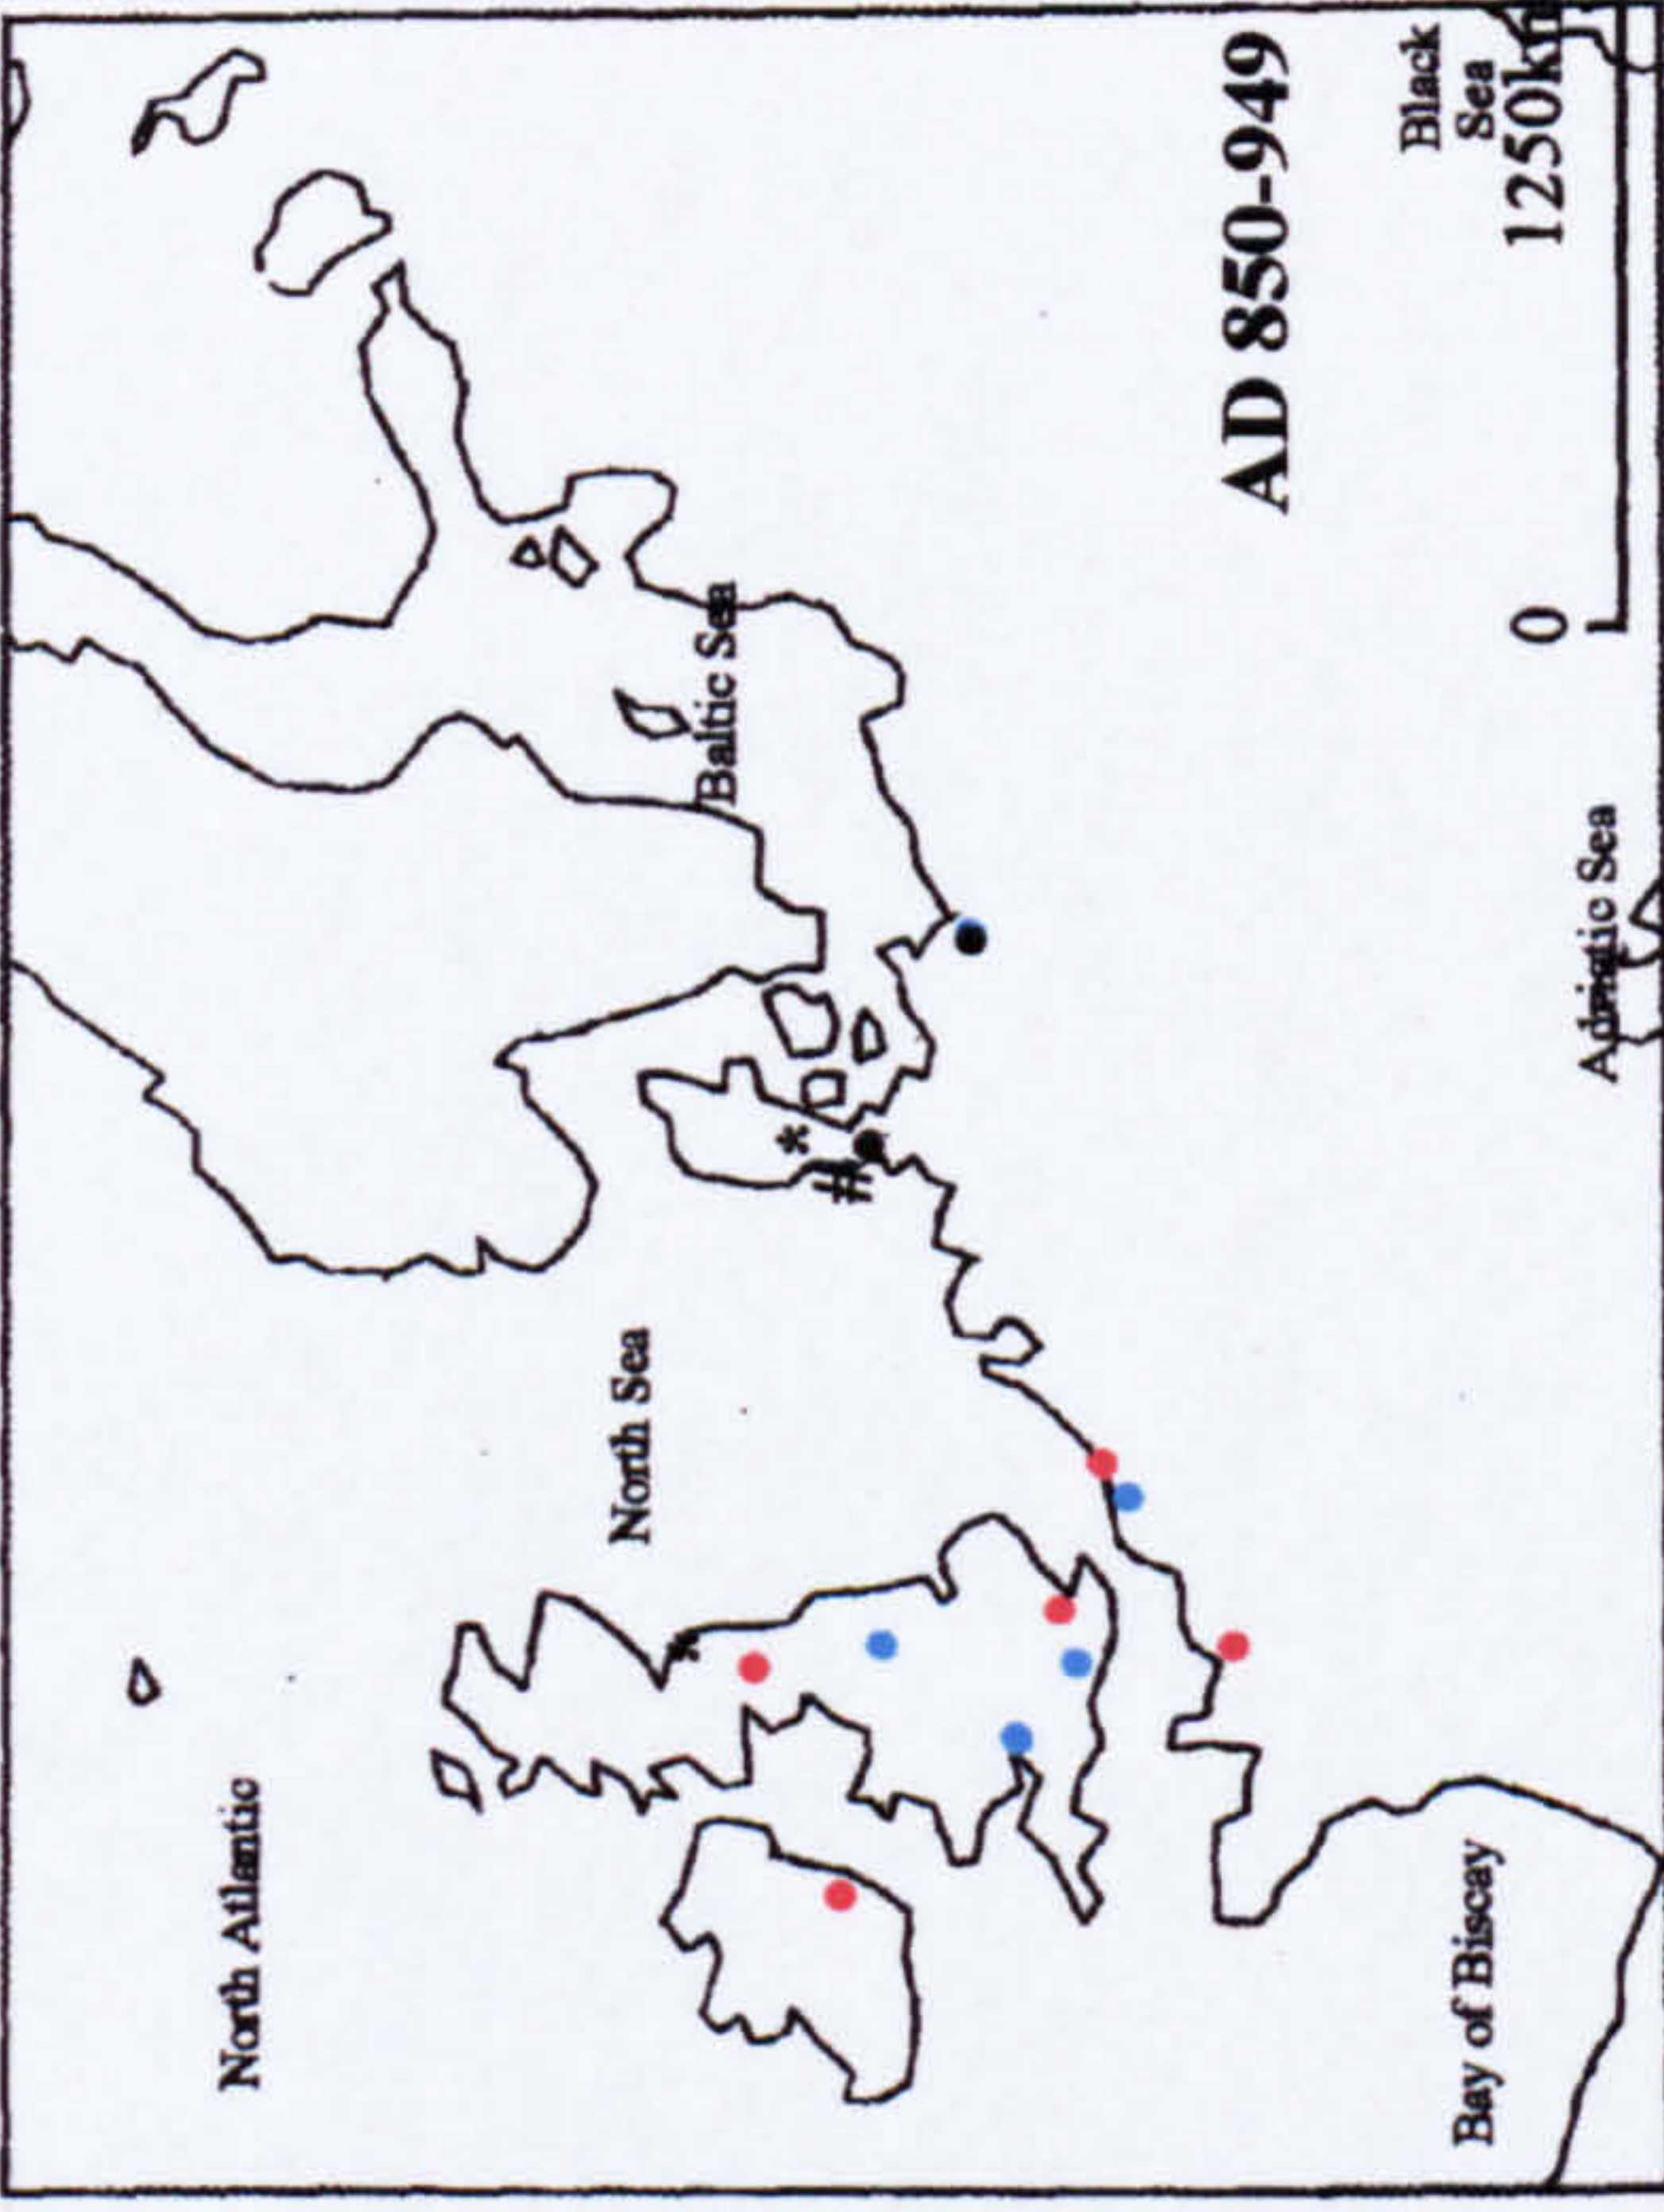 North Atlantic
North Sea
Baltic Sea
*
#
*
AD 850-949
Black
Sea
0
1250km
Bay of Biscay
Adriatic Sea